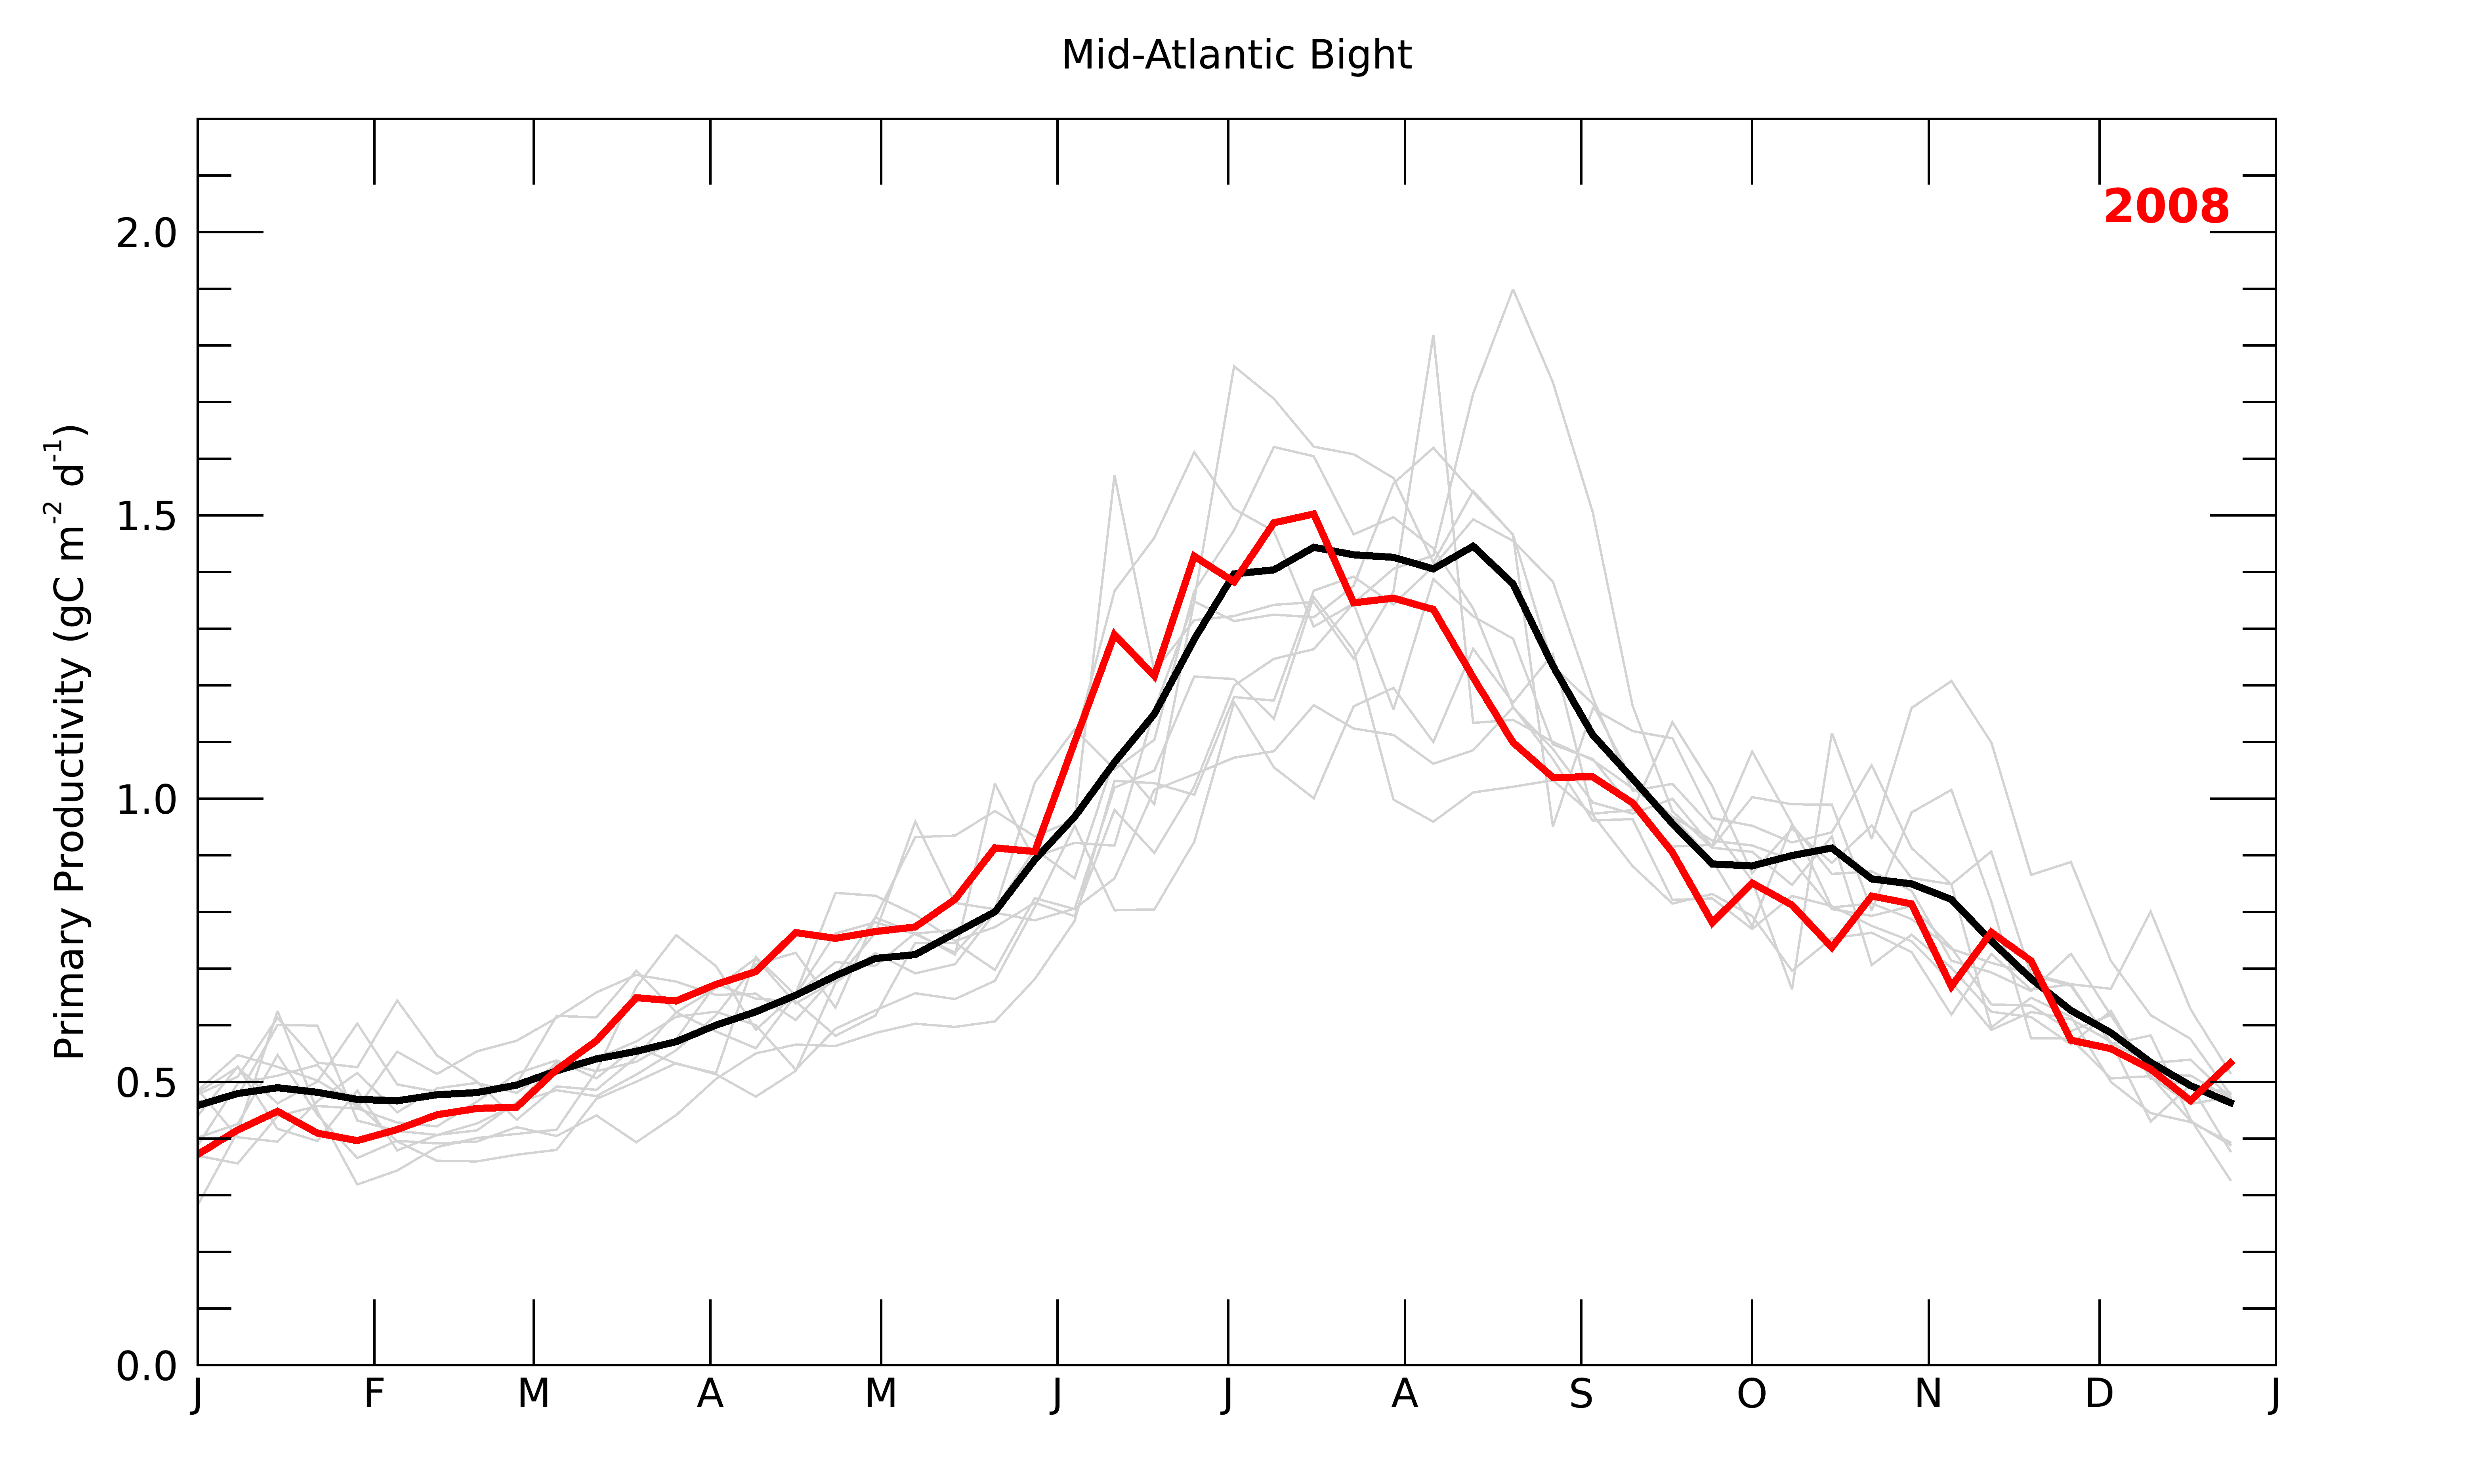 Mid-Atlantic Bight
2008
Primary Productivity (gC m⁻² d⁻¹)
2.0
1.5
1.0
0.5
0.0
J F M A M J J A S O N D J